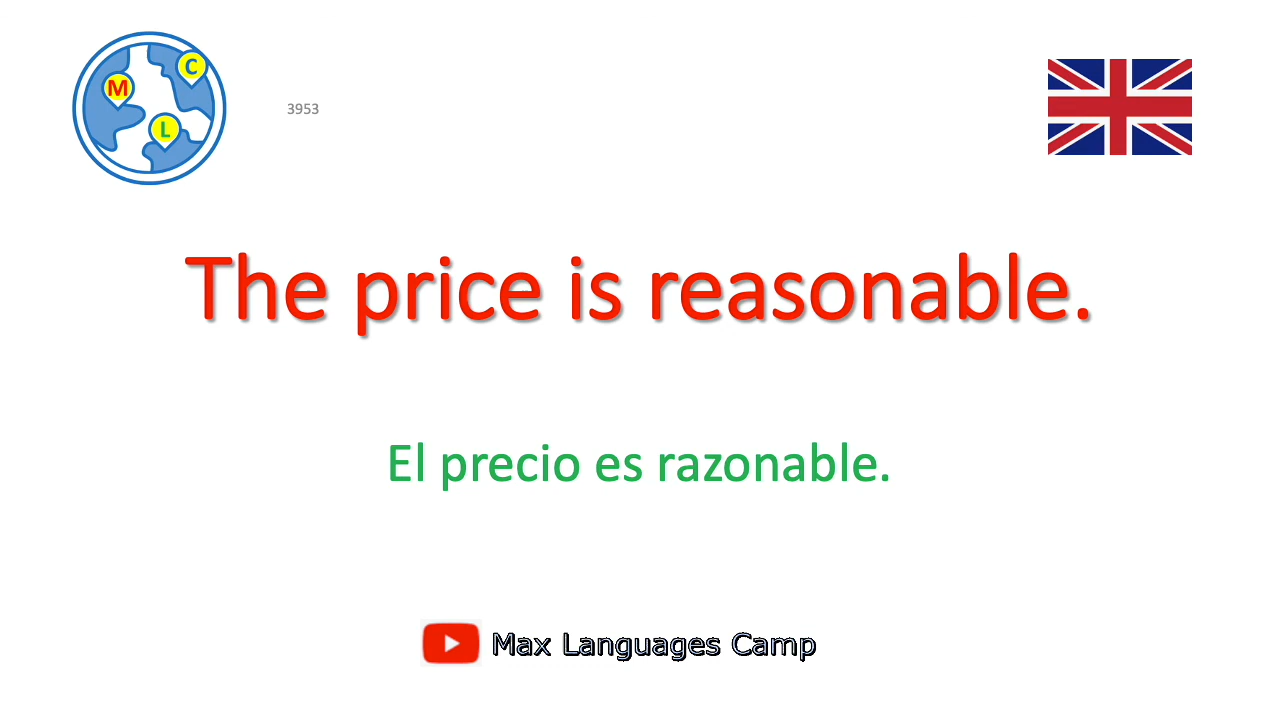 M
C
L
3953
The price is reasonable.
El precio es razonable.
Max Languages Camp